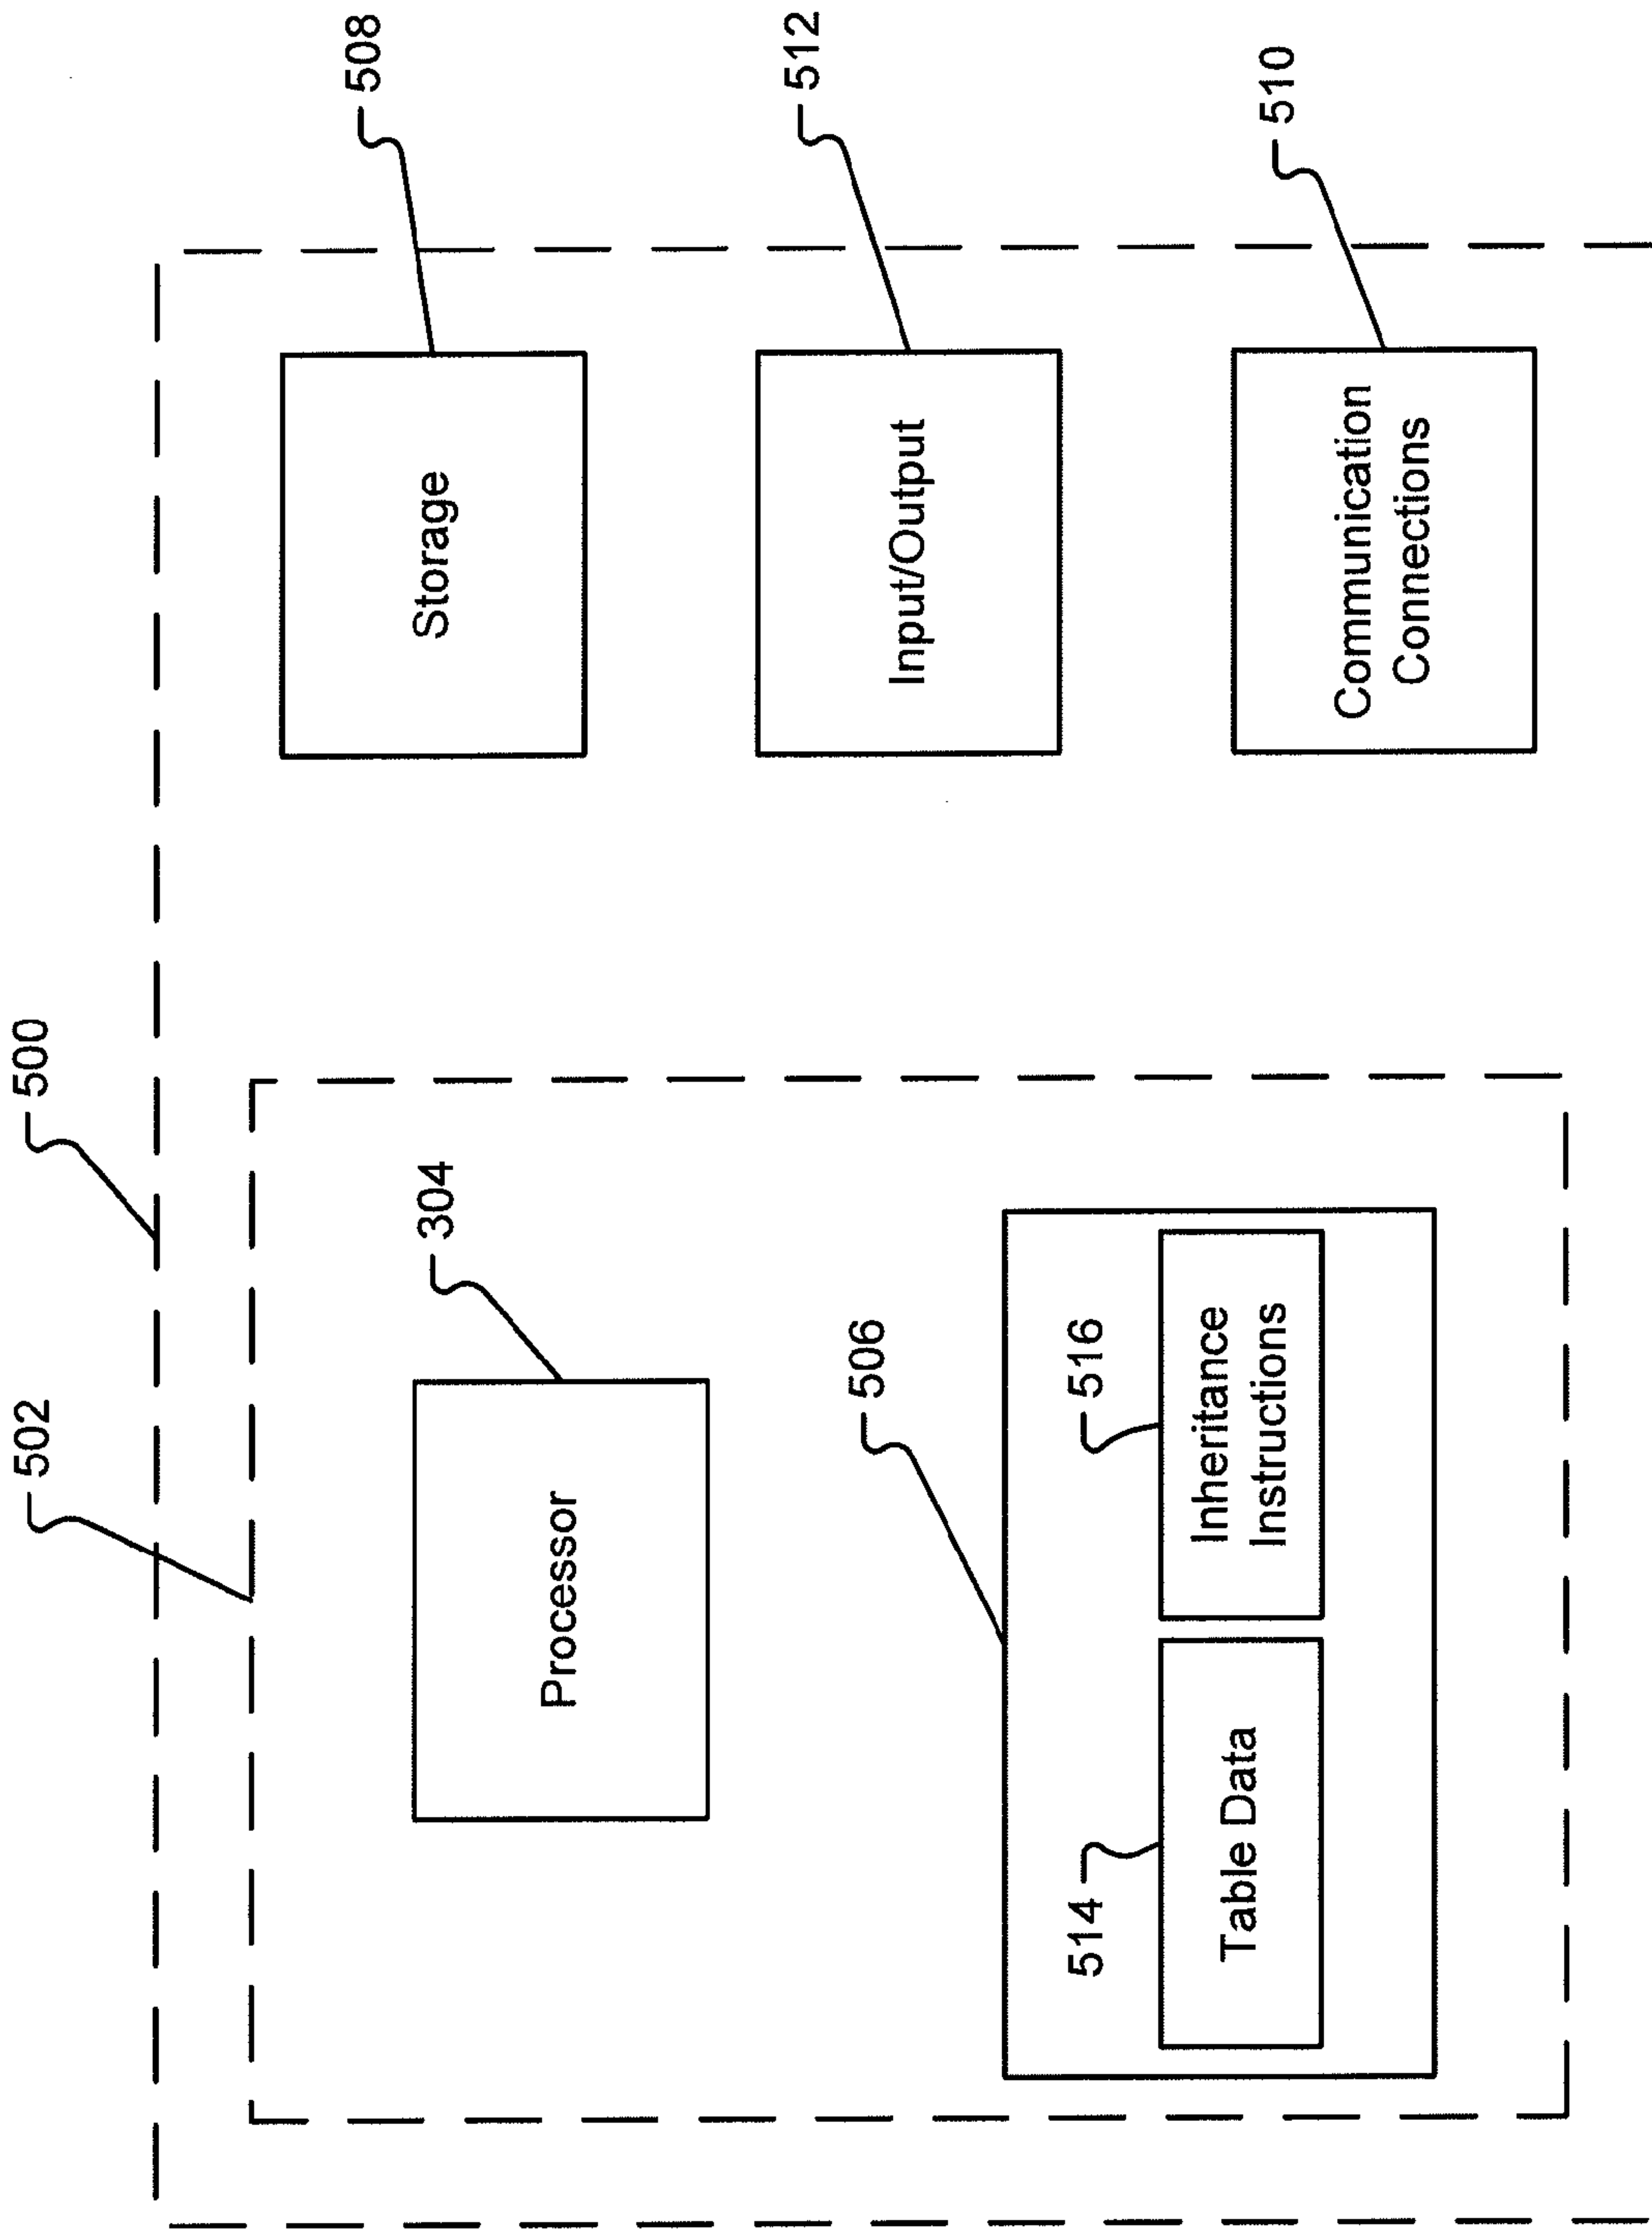 500
502
Processor
304
506
514
516
Table Data
Inheritance
Instructions
Storage
508
Input/Output
512
Communication
Connections
510